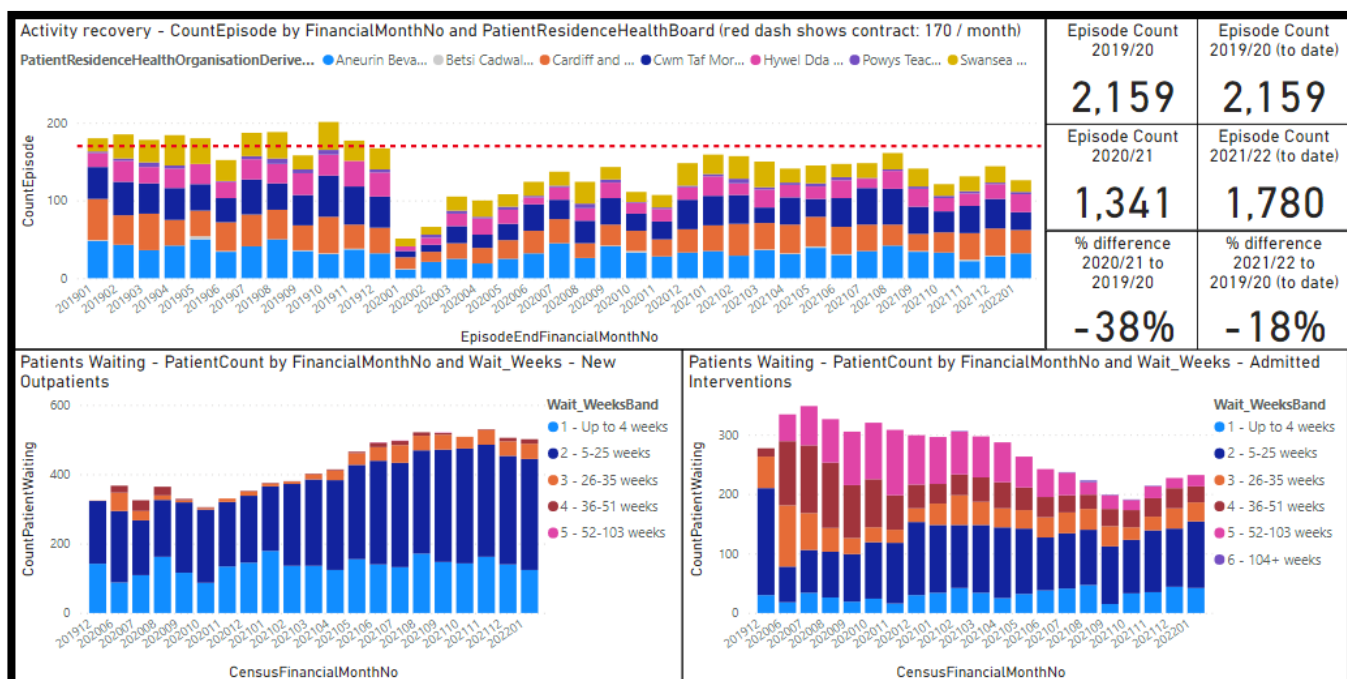 Activity recovery - CountEpisode by FinancialMonthNo and PatientResidenceHealthBoard (red dash shows contract: 170 / month)
PatientResidenceHealthOrganisationDerive... Aneurin Beva... Betsi Cadwal... Cardiff and ... Cwm Taf Mor... Hywel Dda ... Powys Teac... Swansea ...
CountEpisode
200
100
0
201901 201902 201903 201904 201905 201906 201907 201908 201909 201910 201911 201912 202001 202002 202003 202004 202005 202006 202007 202008 202009 202010 202011 202012 202101 202102 202103 202104 202105 202106 202107 202108 202109 202110 202111 202112 202201
EpisodeEndFinancialMonthNo
Episode Count
2019/20
2,159
Episode Count
2019/20 (to date)
2,159
Episode Count
2020/21
1,341
Episode Count
2021/22 (to date)
1,780
% difference
2020/21 to
2019/20
-38%
% difference
2021/22 to
2019/20 (to date)
-18%
Patients Waiting - PatientCount by FinancialMonthNo and Wait_Weeks - New
Outpatients
CountPatientWaiting
600
400
200
0
201912 202006 202007 202008 202009 202010 202011 202012 202101 202102 202103 202104 202105 202106 202107 202108 202109 202110 202111 202112 202201
CensusFinancialMonthNo
Wait_WeeksBand
1 - Up to 4 weeks
2 - 5-25 weeks
3 - 26-35 weeks
4 - 36-51 weeks
5 - 52-103 weeks
Patients Waiting - PatientCount by FinancialMonthNo and Wait_Weeks - Admitted
Interventions
CountPatientWaiting
300
200
100
0
201912 202006 202007 202008 202009 202010 202011 202012 202101 202102 202103 202104 202105 202106 202107 202108 202109 202110 202111 202112 202201
CensusFinancialMonthNo
Wait_WeeksBand
1 - Up to 4 weeks
2 - 5-25 weeks
3 - 26-35 weeks
4 - 36-51 weeks
5 - 52-103 weeks
6 - 104+ weeks